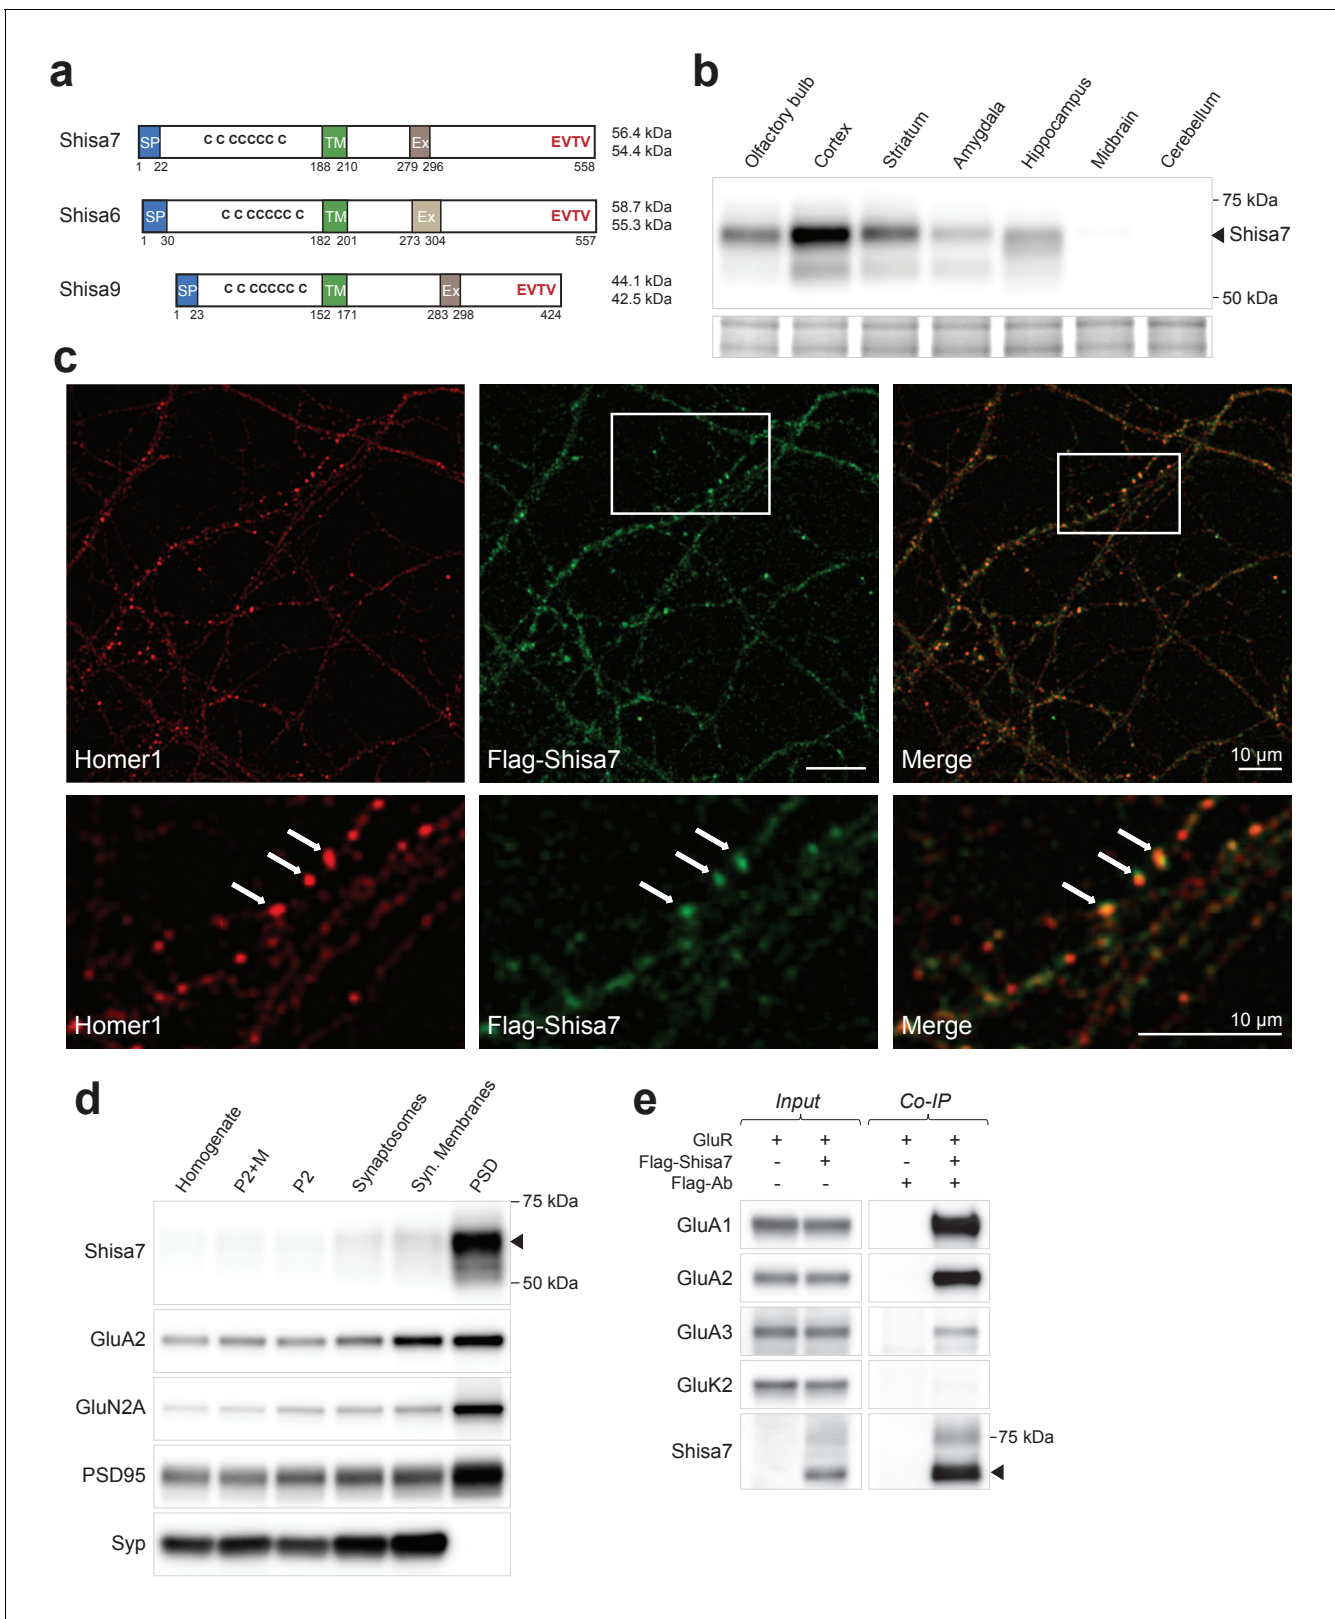 a
Shisa7
SP
C C CCCCC C
TM
Ex
EVTV
56.4 kDa
54.4 kDa
1 22 188 210 279 296 558
Shisa6
SP
C C CCCCC C
TM
Ex
EVTV
58.7 kDa
55.3 kDa
1 30 182 201 273 304 557
Shisa9
SP
C C CCCCC C
TM
Ex
EVTV
44.1 kDa
42.5 kDa
1 23 152 171 283 298 424
b
Olfactory bulb
Cortex
Striatum
Amygdala
Hippocampus
Midbrain
Cerebellum
75 kDa
Shisa7
50 kDa
c
Homer1
Flag-Shisa7
Merge
10 µm
Homer1
Flag-Shisa7
Merge
10 µm
d
Homogenate
P2+M
P2
Synaptosomes
Syn. Membranes
PSD
75 kDa
Shisa7
50 kDa
GluA2
GluN2A
PSD95
Syp
e
Input Co-IP
GluR + + + +
Flag-Shisa7 - + - +
Flag-Ab - - + +
GluA1
GluA2
GluA3
GluK2
Shisa7
75 kDa